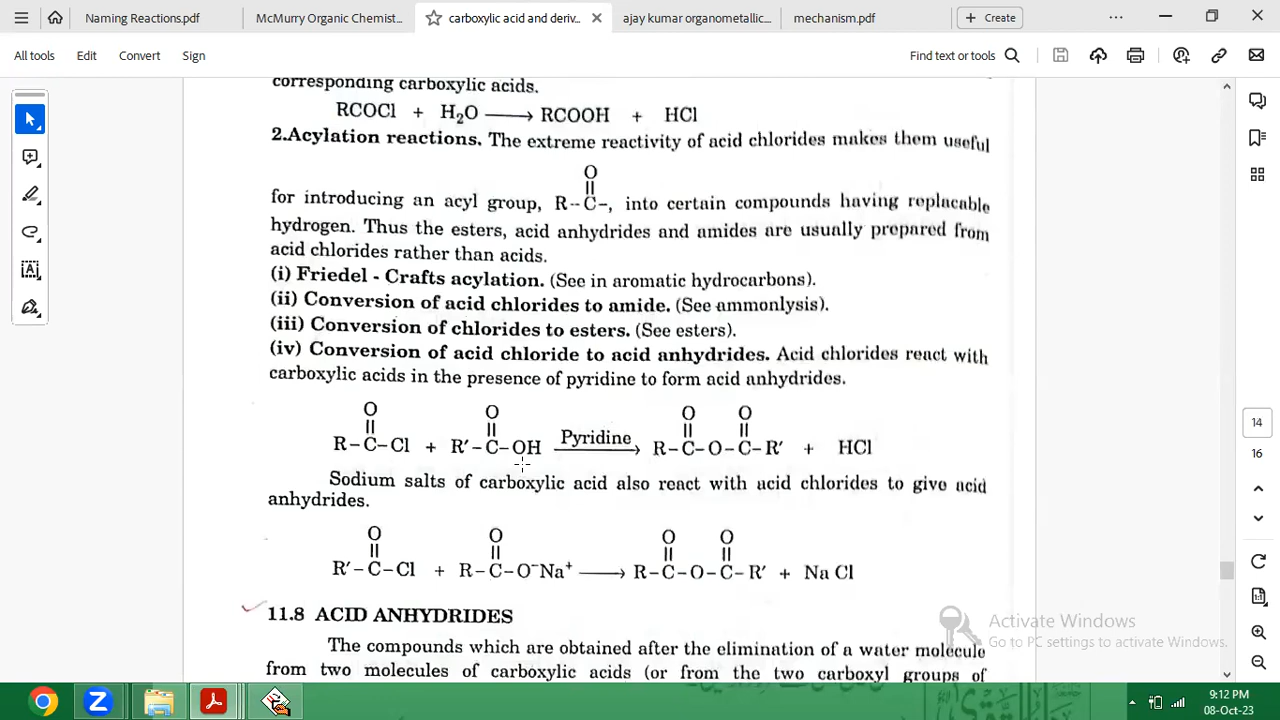 Naming Reactions.pdf
McMurry Organic Chemist...
carboxylic acid and deriv...
ajay kumar organometallic...
mechanism.pdf
Create
All tools
Edit
Convert
Sign
Find text or tools
corresponding carboxylic acids.
RCOCl + H₂O ⟶ RCOOH + HCl
2.Acylation reactions. The extreme reactivity of acid chlorides makes them useful
O
for introducing an acyl group, R--C-, into certain compounds having replacable
hydrogen. Thus the esters, acid anhydrides and amides are usually prepared from
acid chlorides rather than acids.
(i) Friedel - Crafts acylation. (See in aromatic hydrocarbons).
(ii) Conversion of acid chlorides to amide. (See ammonlysis).
(iii) Conversion of chlorides to esters. (See esters).
(iv) Conversion of acid chloride to acid anhydrides. Acid chlorides react with
carboxylic acids in the presence of pyridine to form acid anhydrides.
O O O O
Pyridine
R–C–Cl + R′–C–OH ⟶ R–C–O–C–R′ + HCl
Sodium salts of carboxylic acid also react with acid chlorides to give acid
anhydrides.
O O O O
R′–C–Cl + R–C–O⁻Na⁺ ⟶ R–C–O–C–R′ + Na Cl
11.8 ACID ANHYDRIDES
The compounds which are obtained after the elimination of a water molecule
from two molecules of carboxylic acids (or from the two carboxyl groups of
14
16
Activate Windows
Go to PC settings to activate Windows.
9:12 PM
08-Oct-23